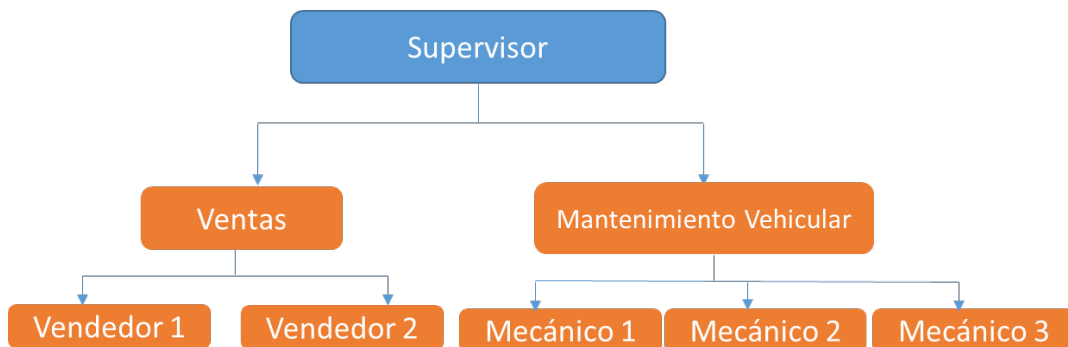 Supervisor
Ventas
Mantenimiento Vehicular
Vendedor 1
Vendedor 2
Mecánico 1
Mecánico 2
Mecánico 3